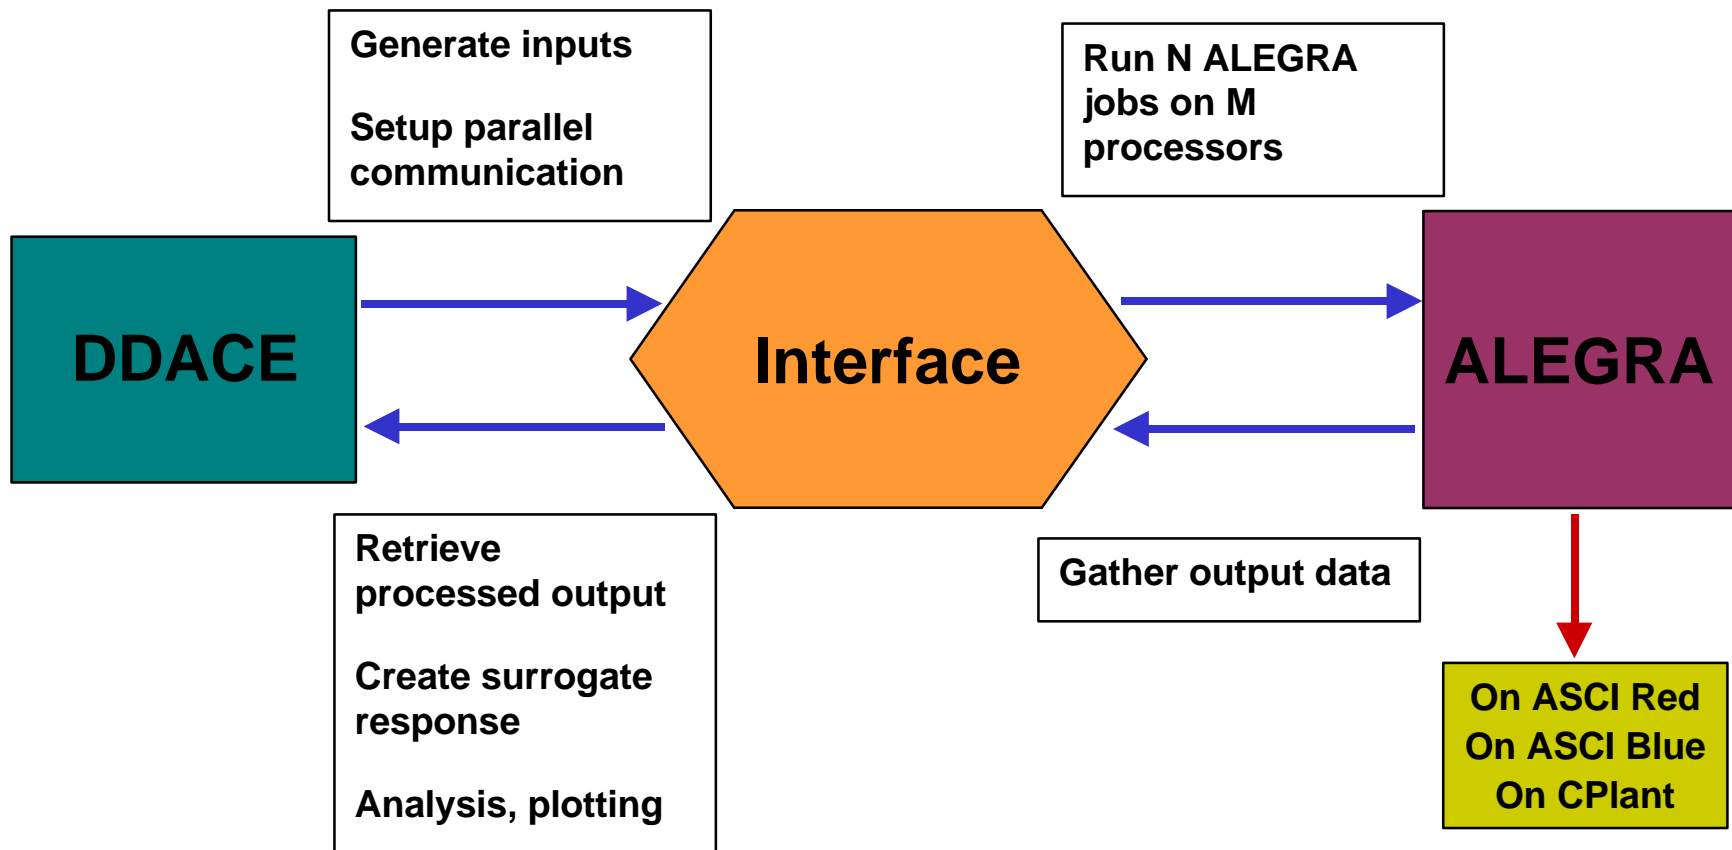 Generate inputs
Setup parallel
communication
Run N ALEGRA
jobs on M
processors
DDACE
Interface
ALEGRA
Retrieve
processed output
Create surrogate
response
Analysis, plotting
Gather output data
On ASCI Red
On ASCI Blue
On CPlant